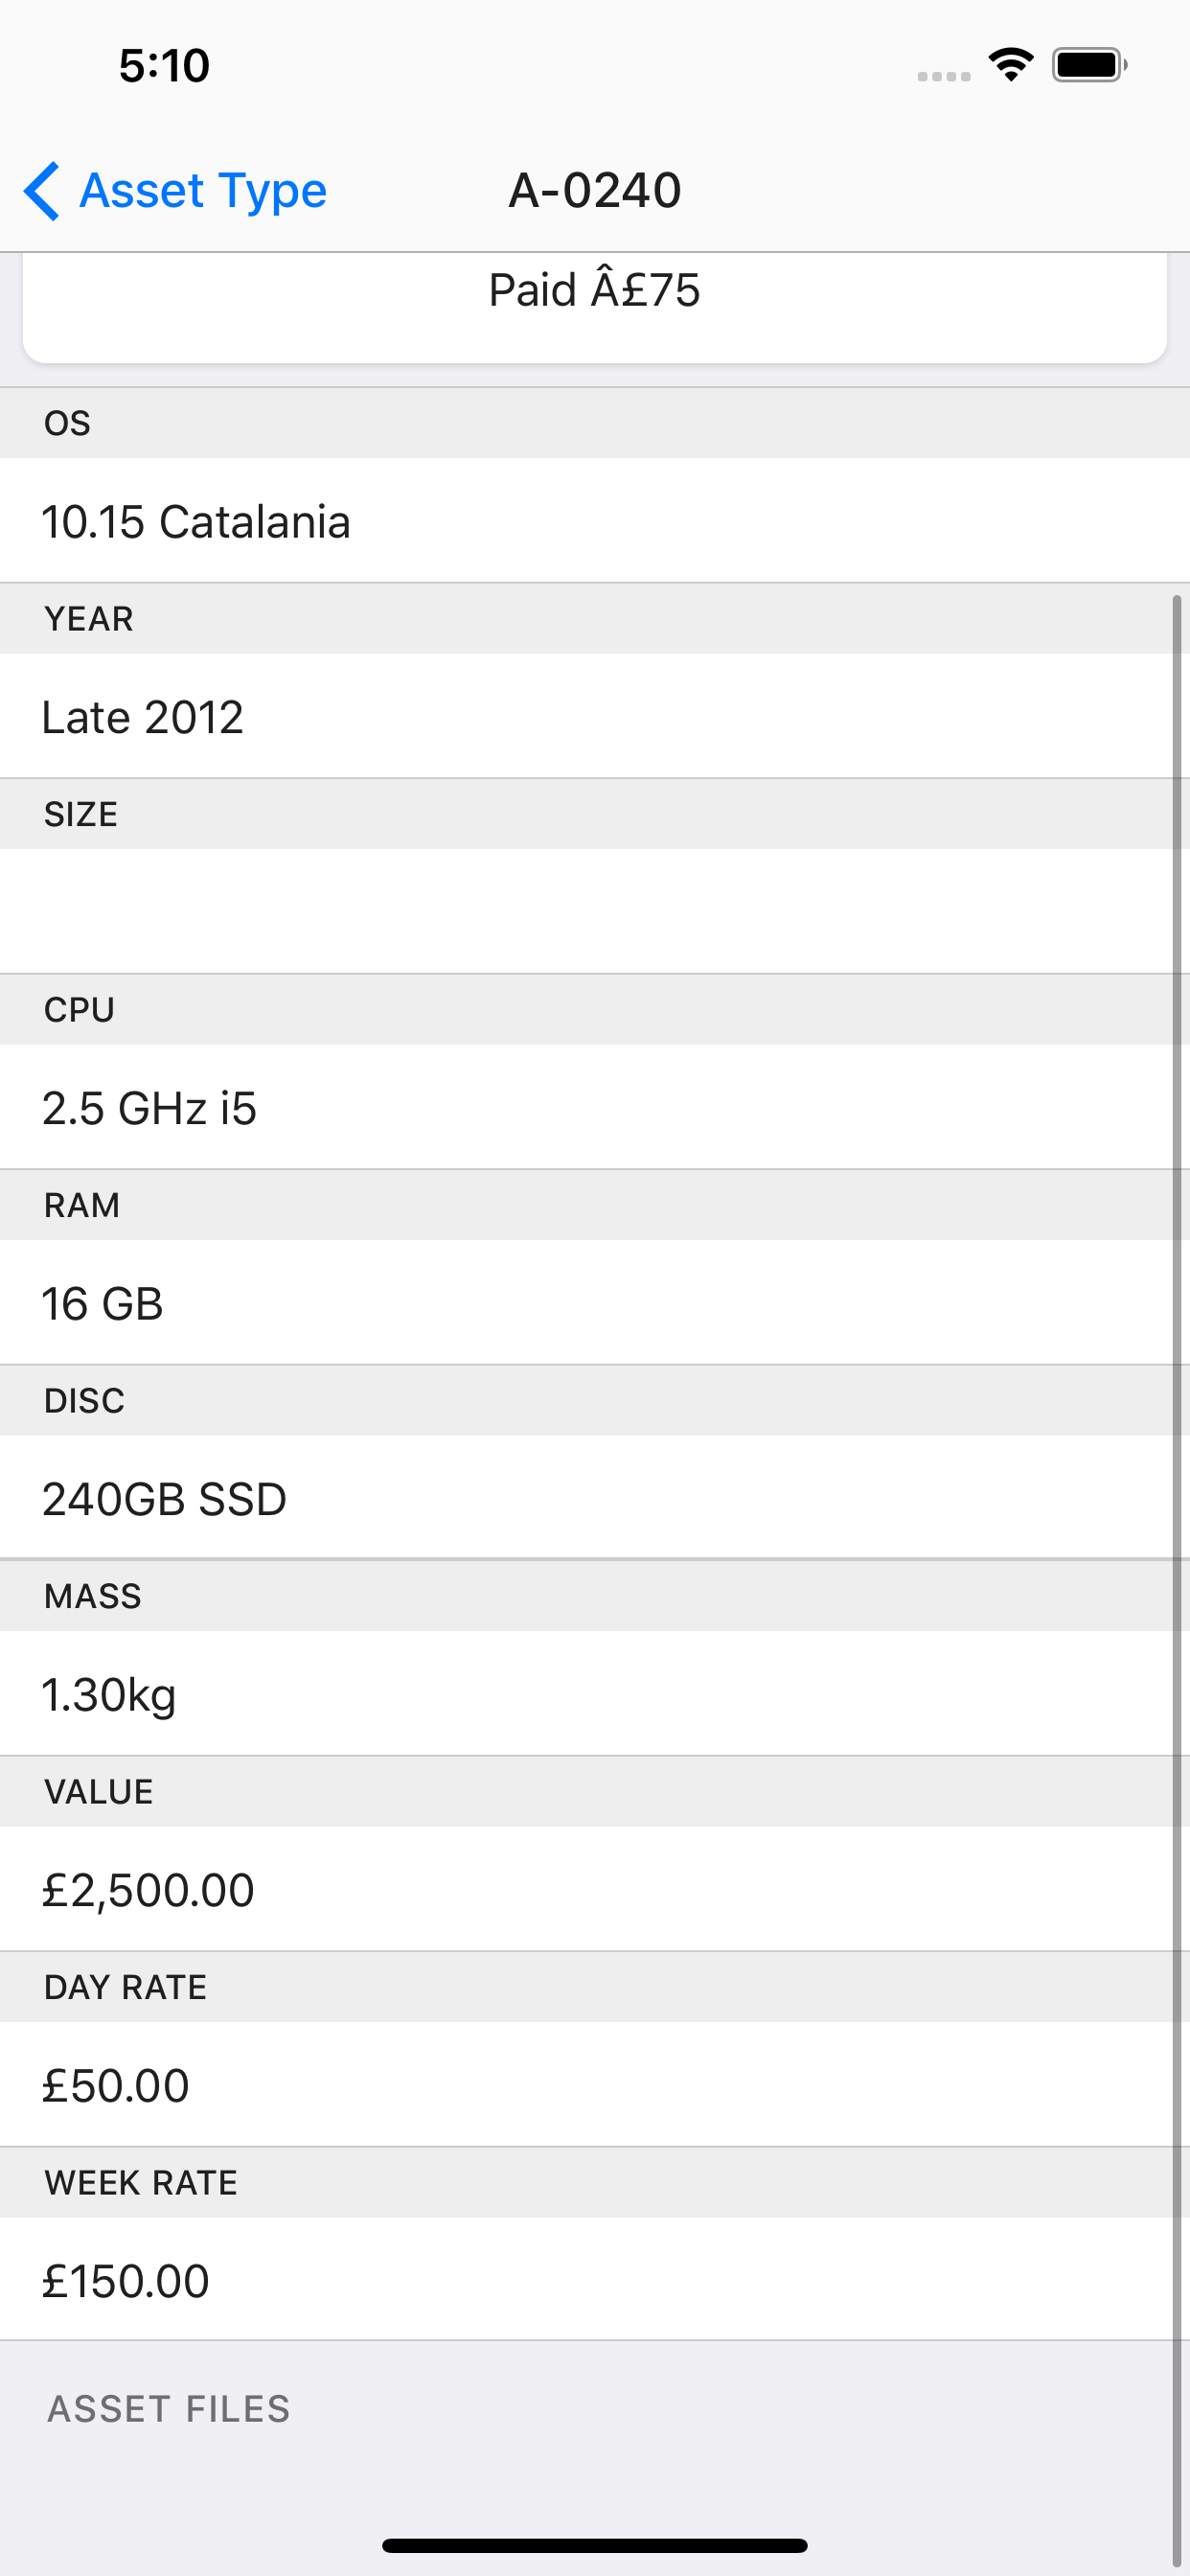 5:10
Asset Type
A-0240
Paid Â£75
OS
10.15 Catalania
YEAR
Late 2012
SIZE
CPU
2.5 GHz i5
RAM
16 GB
DISC
240GB SSD
MASS
1.30kg
VALUE
£2,500.00
DAY RATE
£50.00
WEEK RATE
£150.00
ASSET FILES